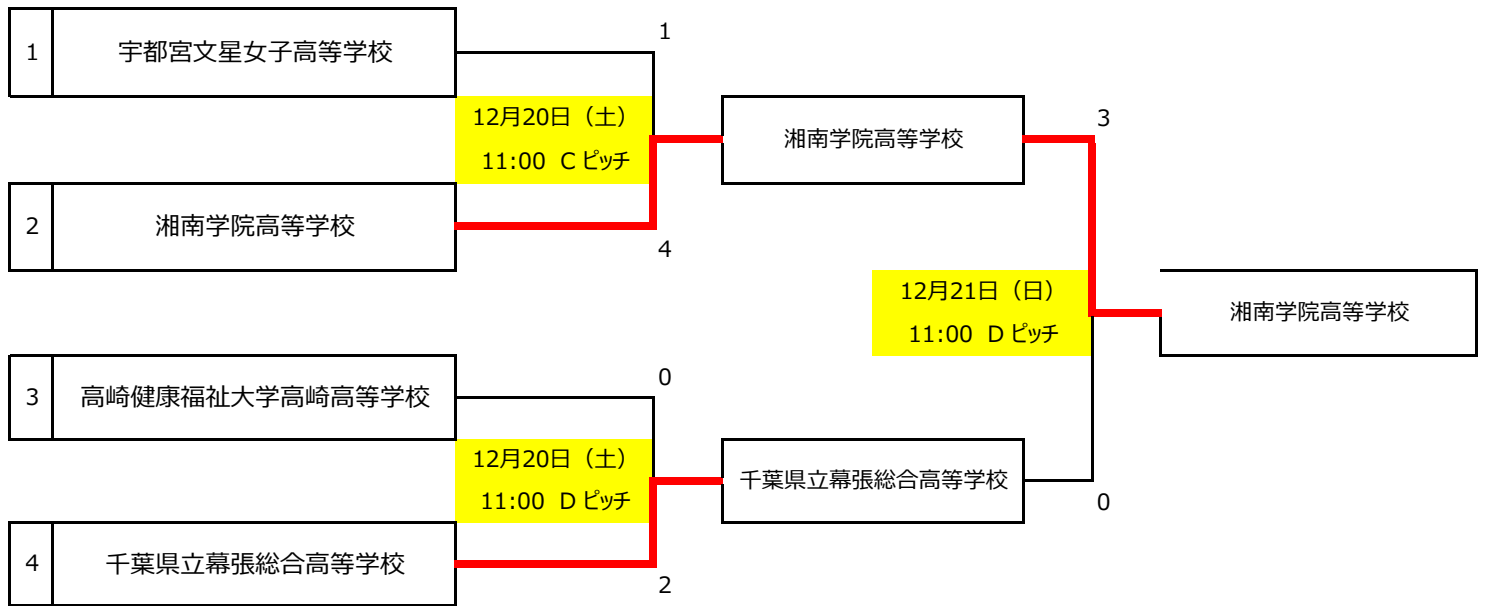 1
宇都宮文星女子高等学校
1
12月20日（土）
11:00 Cピッチ
湘南学院高等学校
3
2
湘南学院高等学校
4
12月21日（日）
11:00 Dピッチ
湘南学院高等学校
3
高崎健康福祉大学高崎高等学校
0
12月20日（土）
11:00 Dピッチ
千葉県立幕張総合高等学校
0
4
千葉県立幕張総合高等学校
2